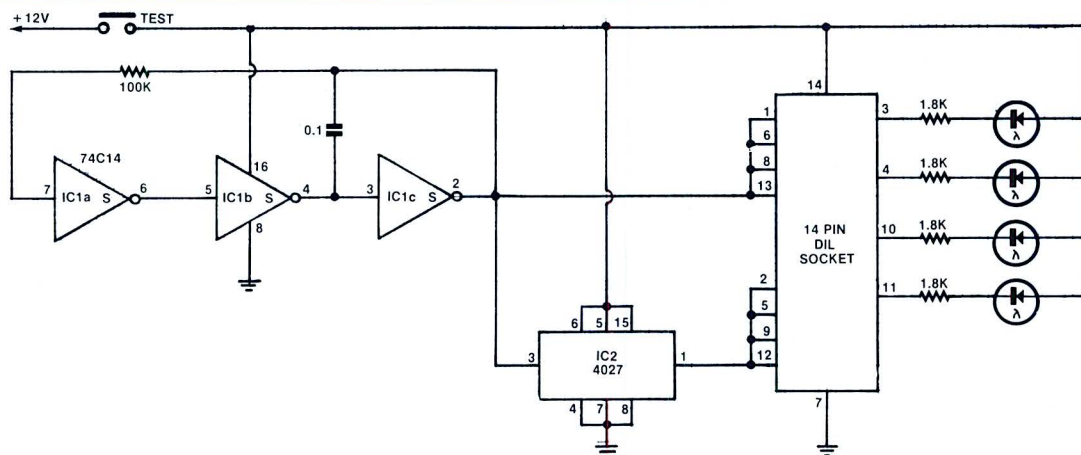 + 12V
TEST
100K
0.1
74C14
7
IC1a S
6
5
16
IC1b S
8
4
3
IC1c S
2
14
1
6
8
13
2
5
9
12
14 PIN
DIL
SOCKET
7
3
1.8K
λ
4
1.8K
λ
10
1.8K
λ
11
1.8K
λ
6
5
15
3
IC2
4027
1
4
7
8